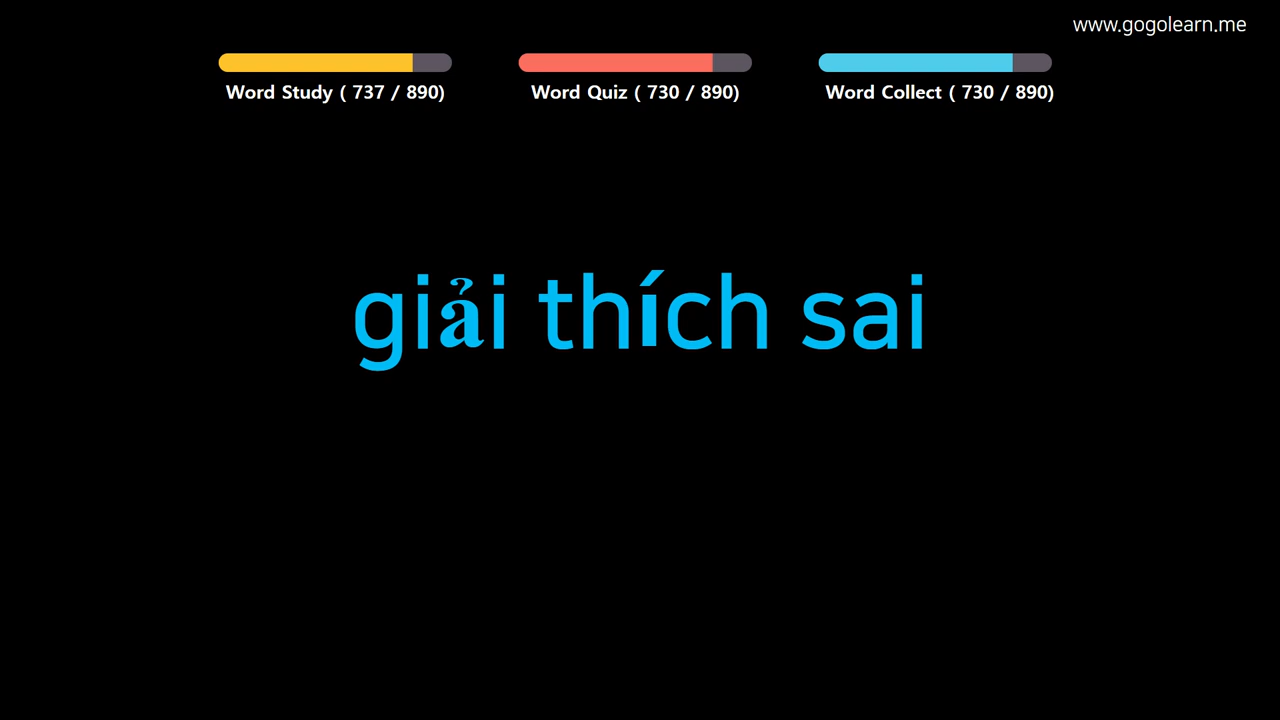 www.gogolearn.me
Word Study ( 737 / 890)
Word Quiz ( 730 / 890)
Word Collect ( 730 / 890)
giải thích sai